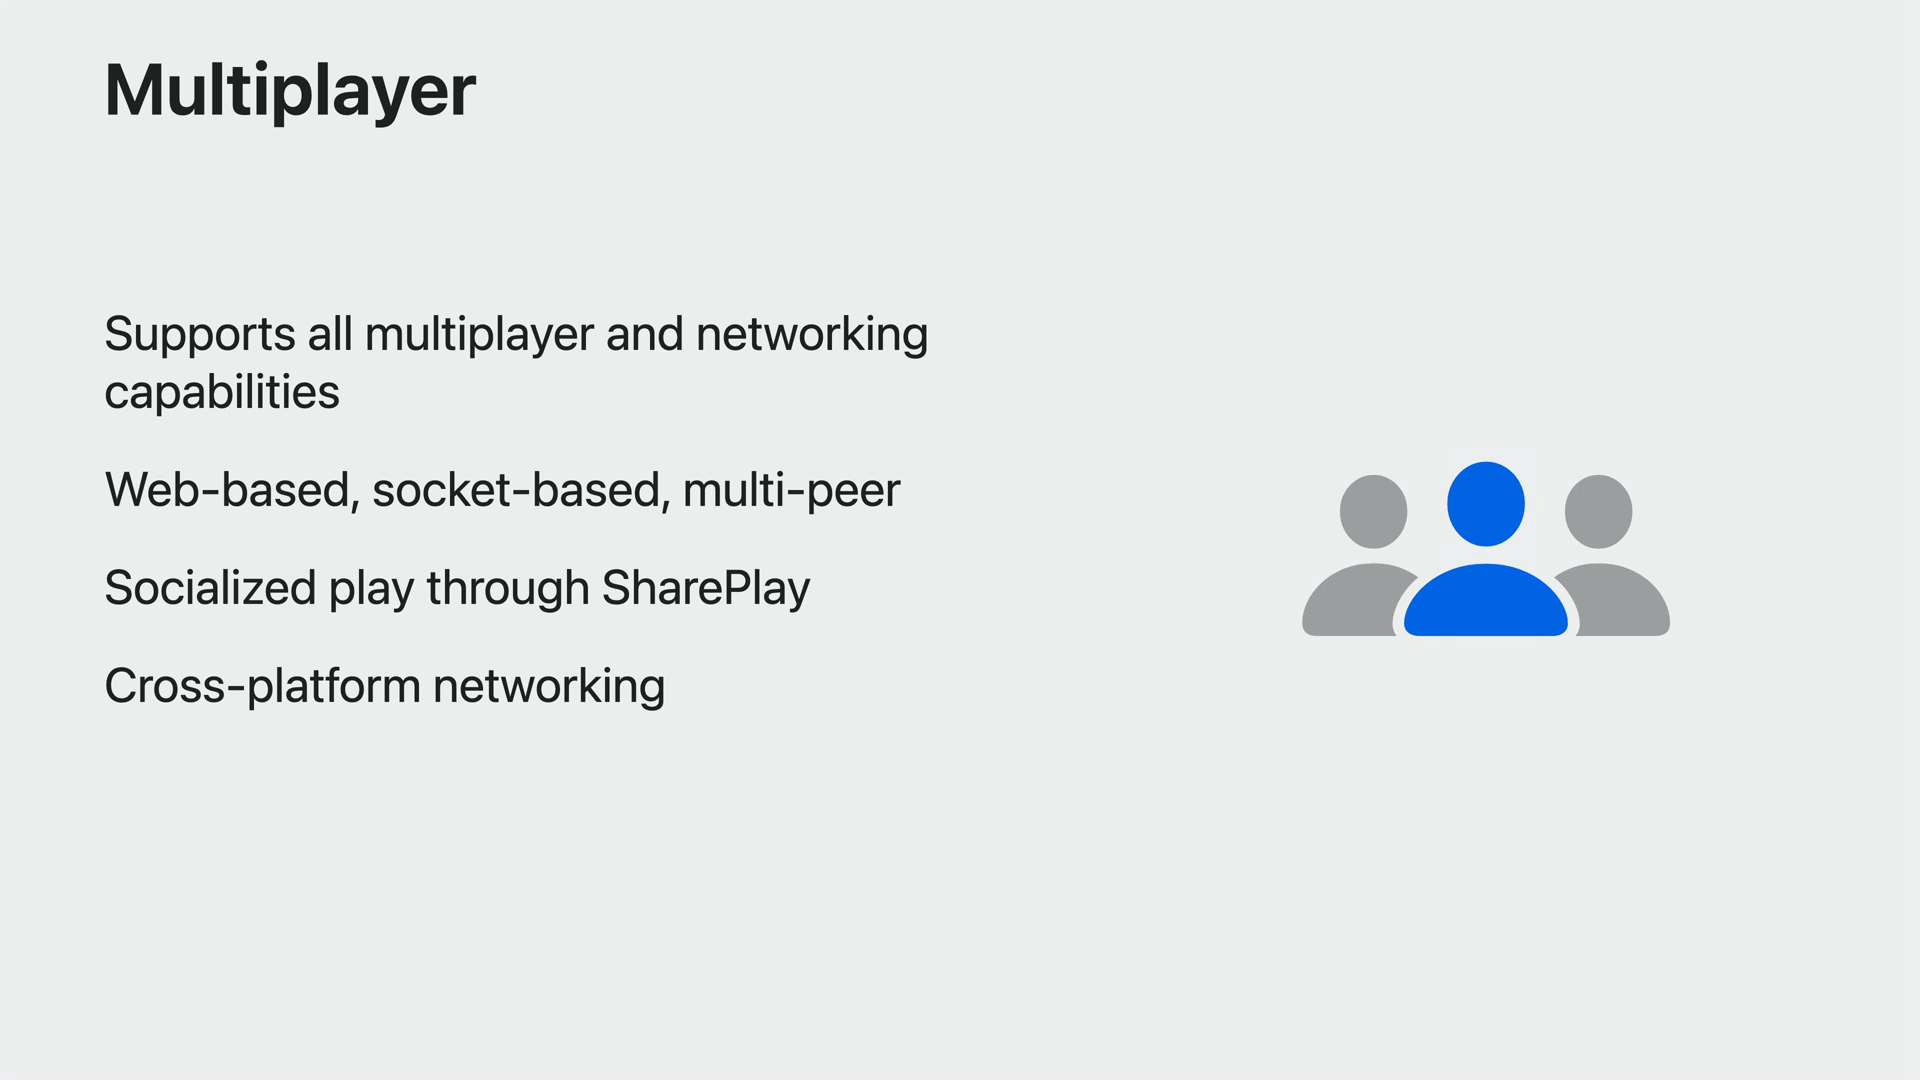 Multiplayer
Supports all multiplayer and networking
capabilities
Web-based, socket-based, multi-peer
Socialized play through SharePlay
Cross-platform networking